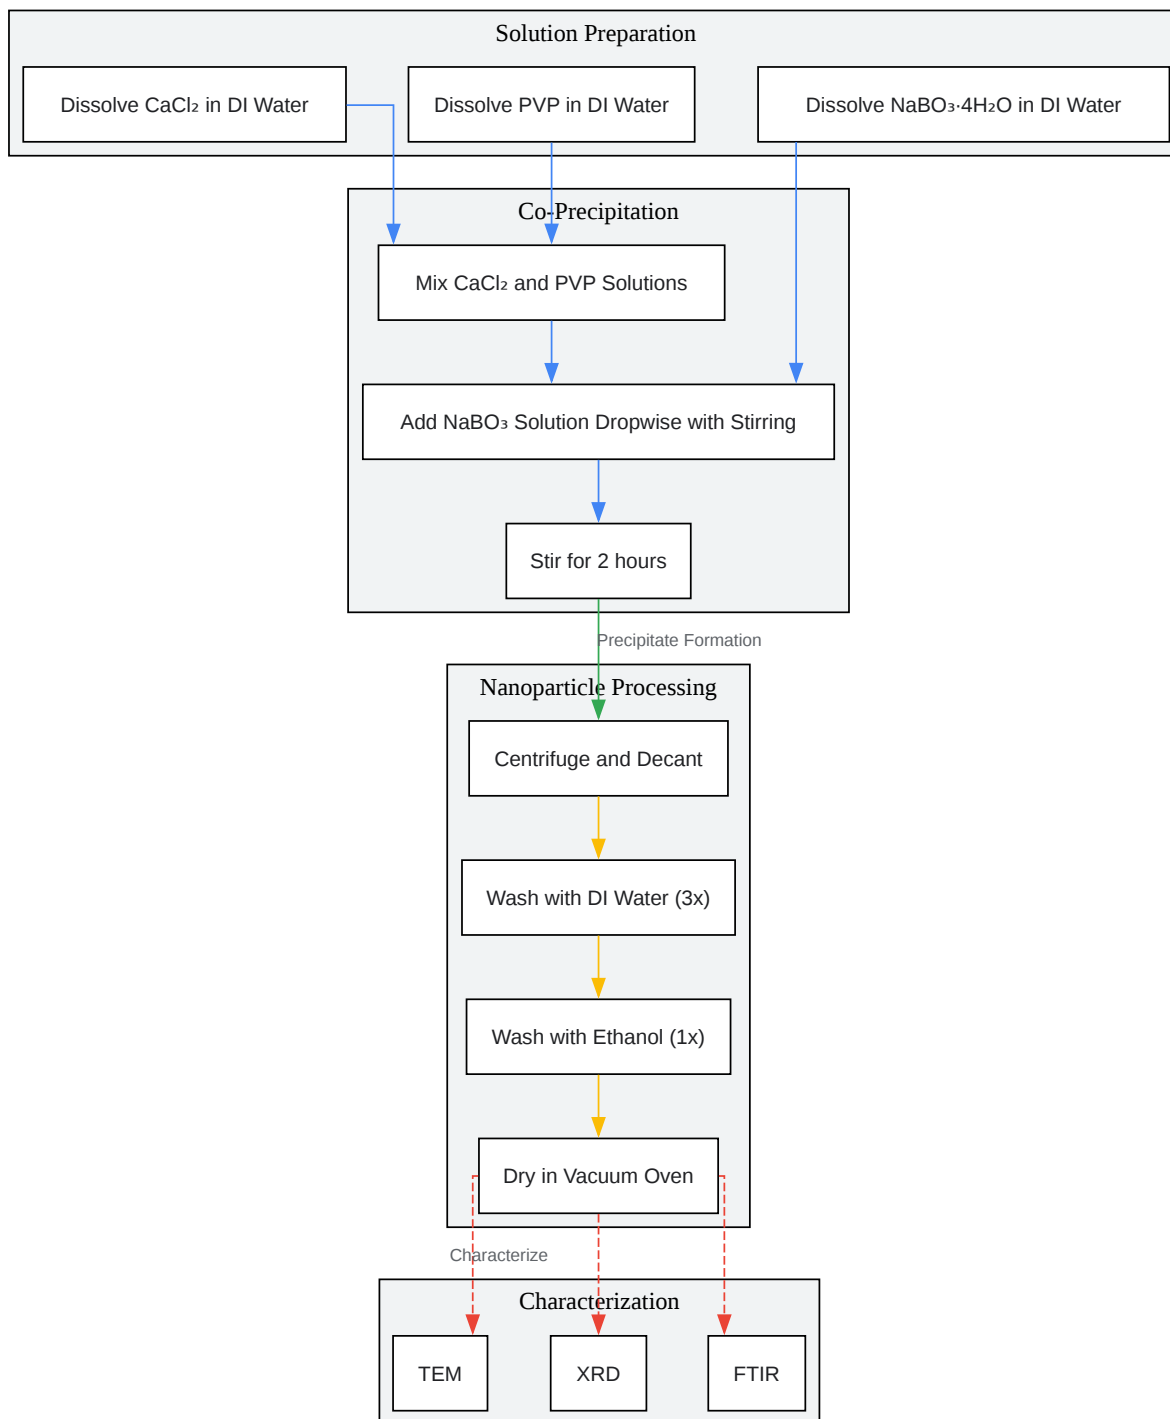 Solution Preparation
Dissolve CaCl₂ in DI Water
Dissolve PVP in DI Water
Dissolve NaBO₃·4H₂O in DI Water
Co-Precipitation
Mix CaCl₂ and PVP Solutions
Add NaBO₃ Solution Dropwise with Stirring
Stir for 2 hours
Precipitate Formation
Nanoparticle Processing
Centrifuge and Decant
Wash with DI Water (3x)
Wash with Ethanol (1x)
Dry in Vacuum Oven
Characterize
Characterization
TEM
XRD
FTIR